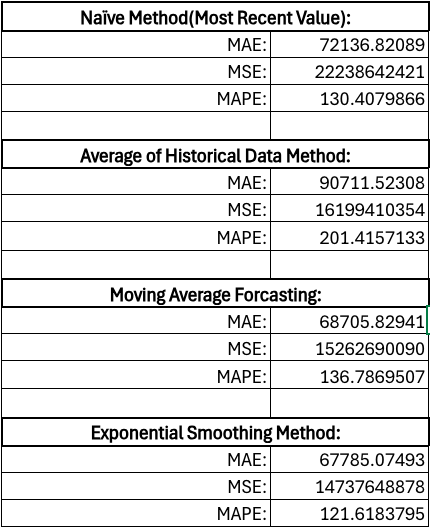 Naïve Method(Most Recent Value):
MAE: 72136.82089
MSE: 22238642421
MAPE: 130.4079866
Average of Historical Data Method:
MAE: 90711.52308
MSE: 16199410354
MAPE: 201.4157133
Moving Average Forcasting:
MAE: 68705.82941
MSE: 15262690090
MAPE: 136.7869507
Exponential Smoothing Method:
MAE: 67785.07493
MSE: 14737648878
MAPE: 121.6183795